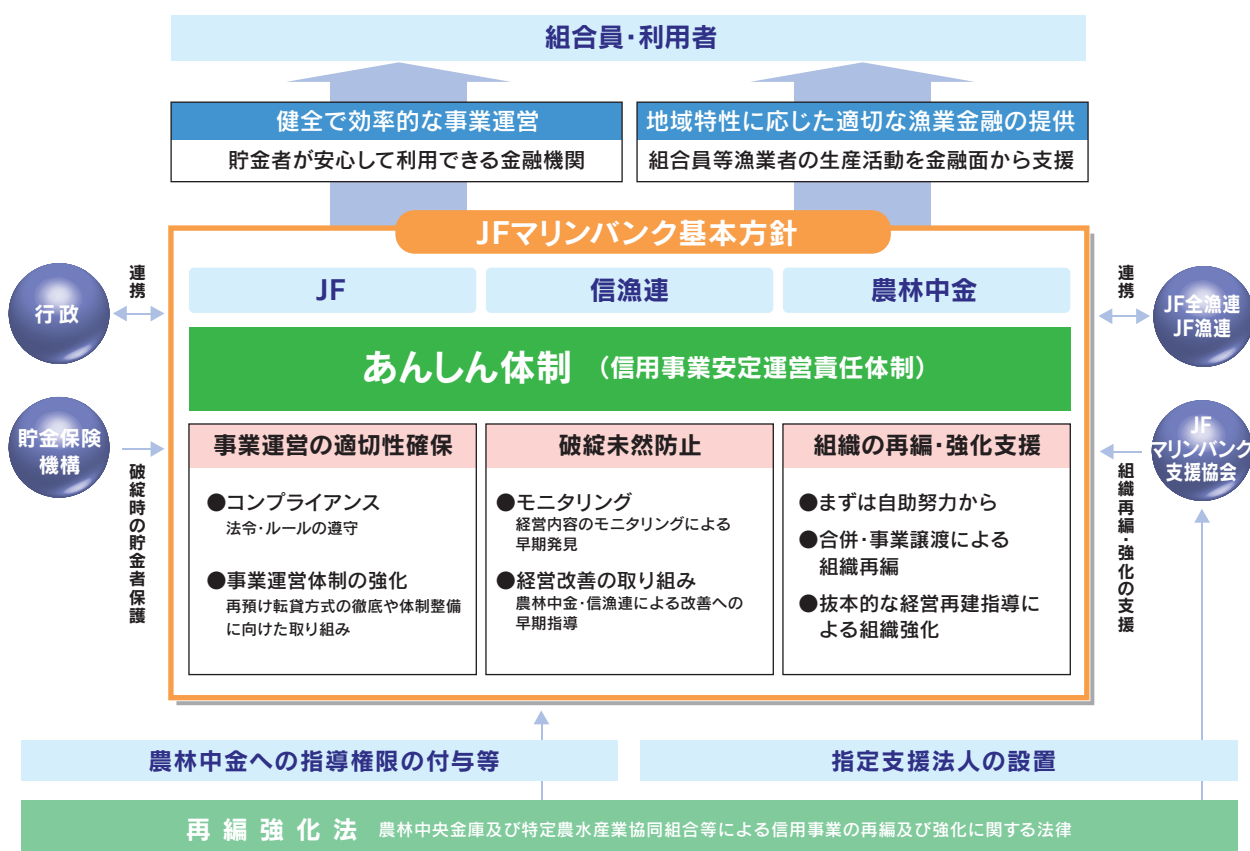 組合員・利用者
健全で効率的な事業運営
貯金者が安心して利用できる金融機関
地域特性に応じた適切な漁業金融の提供
組合員等漁業者の生産活動を金融面から支援
JFマリンバンク基本方針
行政
連携
JF
信漁連
農林中金
連携
JF全漁連
JF漁連
あんしん体制 (信用事業安定運営責任体制)
貯金保険
機構
破綻時の貯金者保護
事業運営の適切性確保
●コンプライアンス
法令・ルールの遵守
●事業運営体制の強化
再預け転貸方式の徹底や体制整備
に向けた取り組み
破綻未然防止
●モニタリング
経営内容のモニタリングによる
早期発見
●経営改善の取り組み
農林中金・信漁連による改善への
早期指導
組織の再編・強化支援
●まずは自助努力から
●合併・事業譲渡による
組織再編
●抜本的な経営再建指導に
よる組織強化
JF
マリンバンク
支援協会
組織再編・強化の支援
農林中金への指導権限の付与等
指定支援法人の設置
再編強化法 農林中央金庫及び特定農水産業協同組合等による信用事業の再編及び強化に関する法律